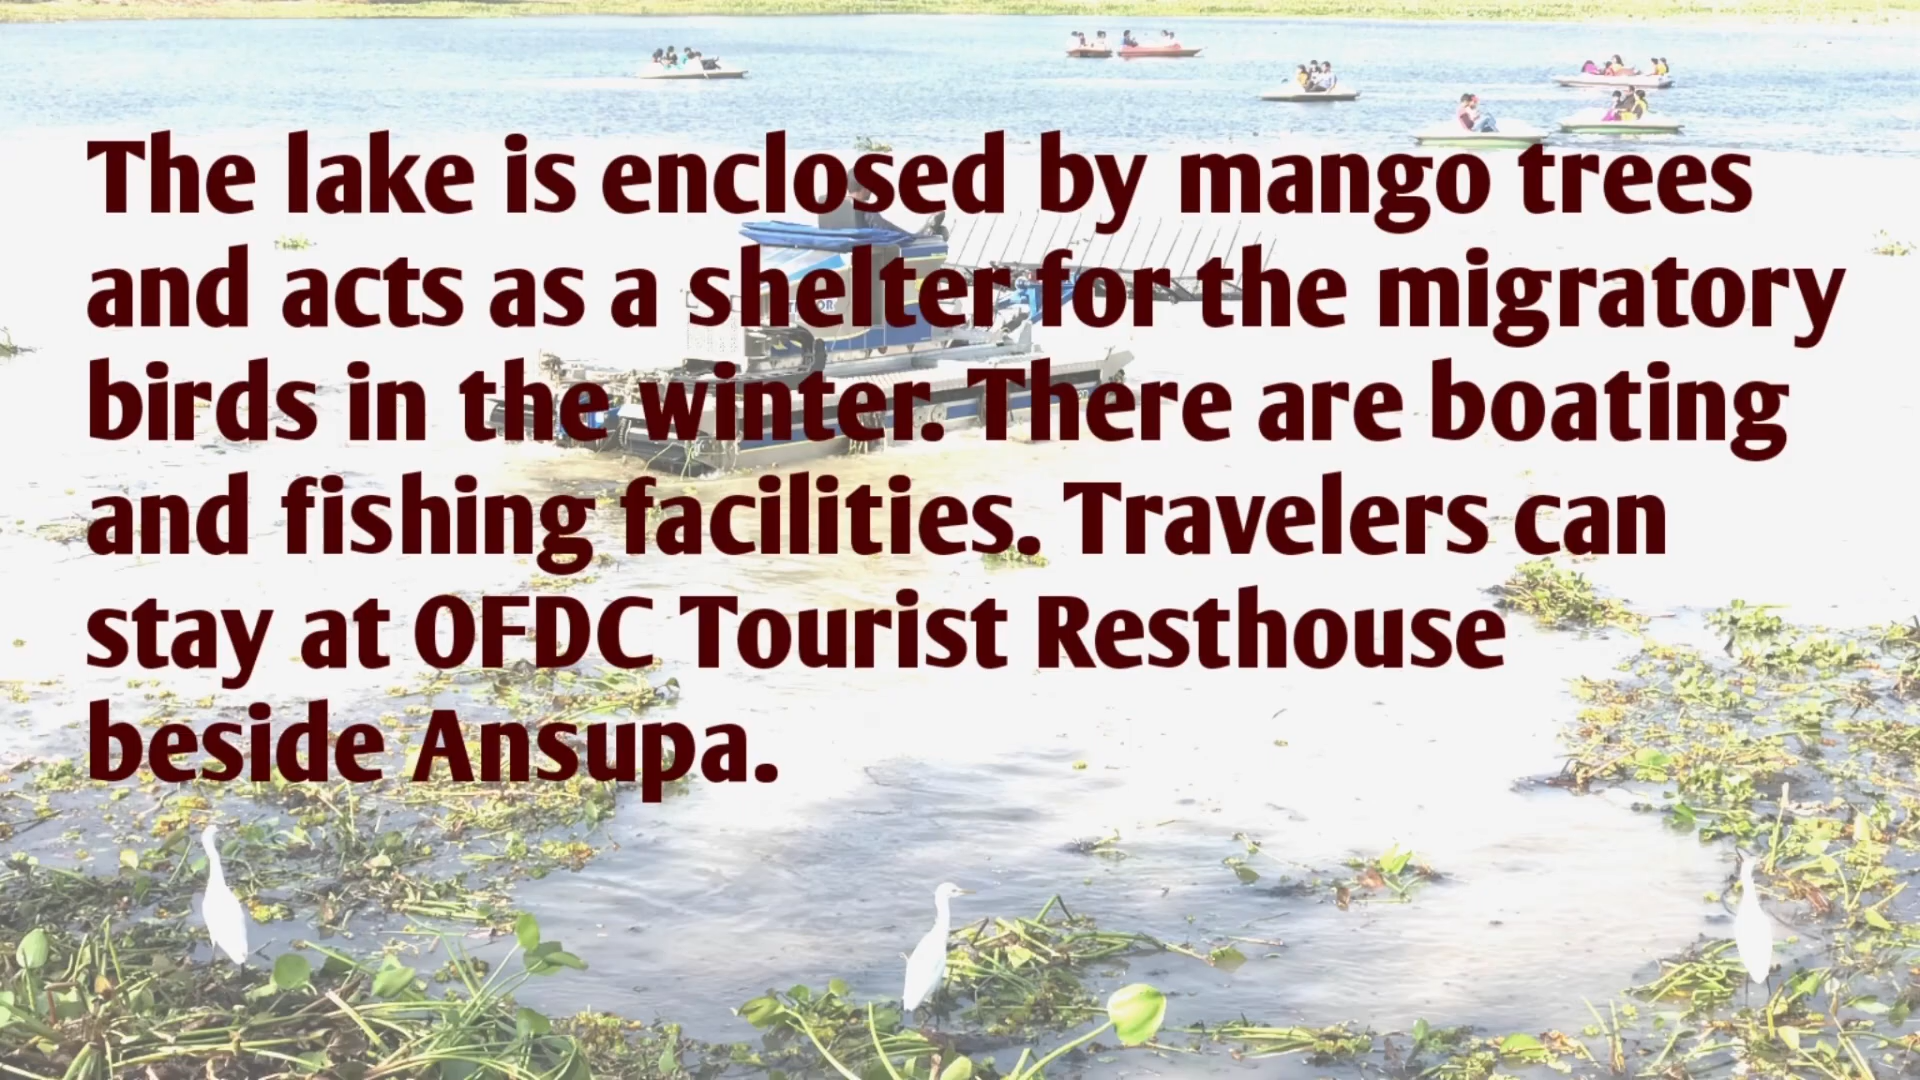 The lake is enclosed by mango trees
and acts as a shelter for the migratory
birds in the winter. There are boating
and fishing facilities. Travelers can
stay at OFDC Tourist Resthouse
beside Ansupa.